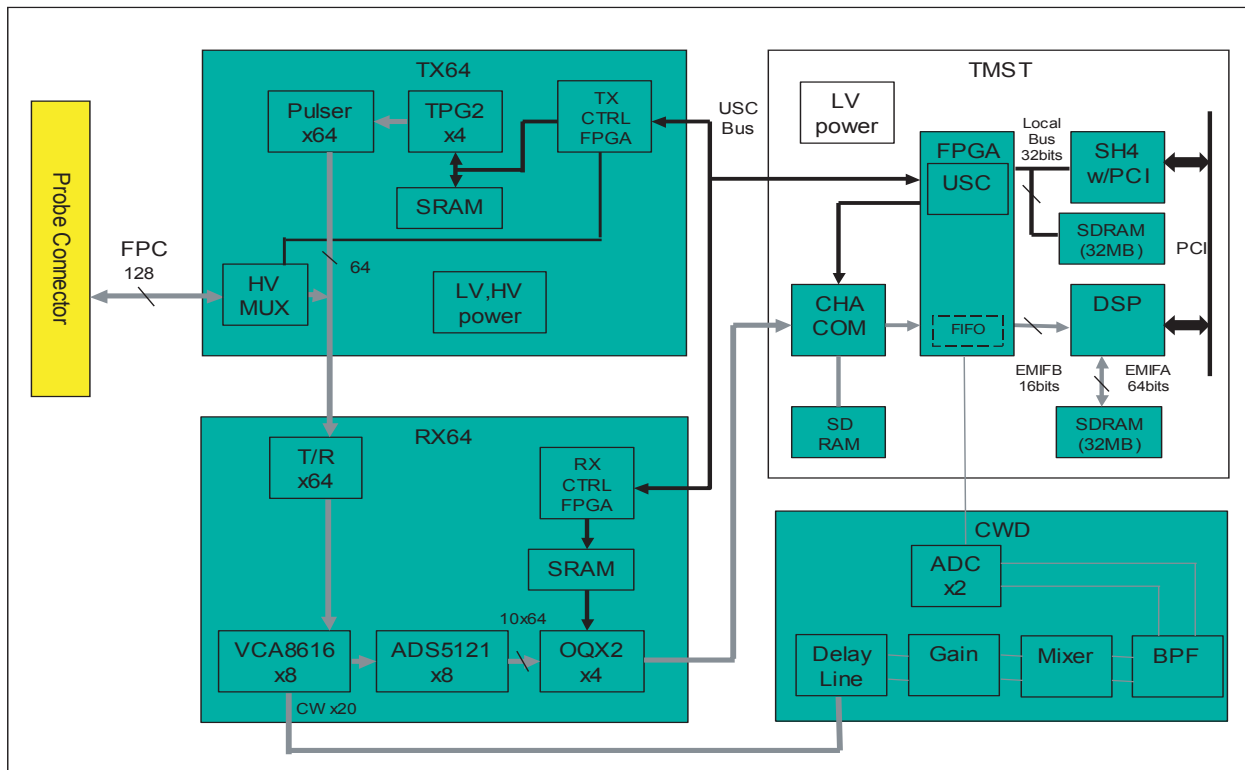 Probe Connector
FPC
128
TX64
Pulser
x64
TPG2
x4
TX
CTRL
FPGA
SRAM
64
HV
MUX
LV,HV
power
USC
Bus
TMST
LV
power
FPGA
USC
Local
Bus
32bits
SH4
w/PCI
SDRAM
(32MB)
PCI
CHA
COM
FIFO
DSP
EMIFB
16bits
EMIFA
64bits
SD
RAM
SDRAM
(32MB)
RX64
T/R
x64
RX
CTRL
FPGA
SRAM
10x64
VCA8616
x8
ADS5121
x8
OQX2
x4
CW x20
CWD
ADC
x2
Delay
Line
Gain
Mixer
BPF